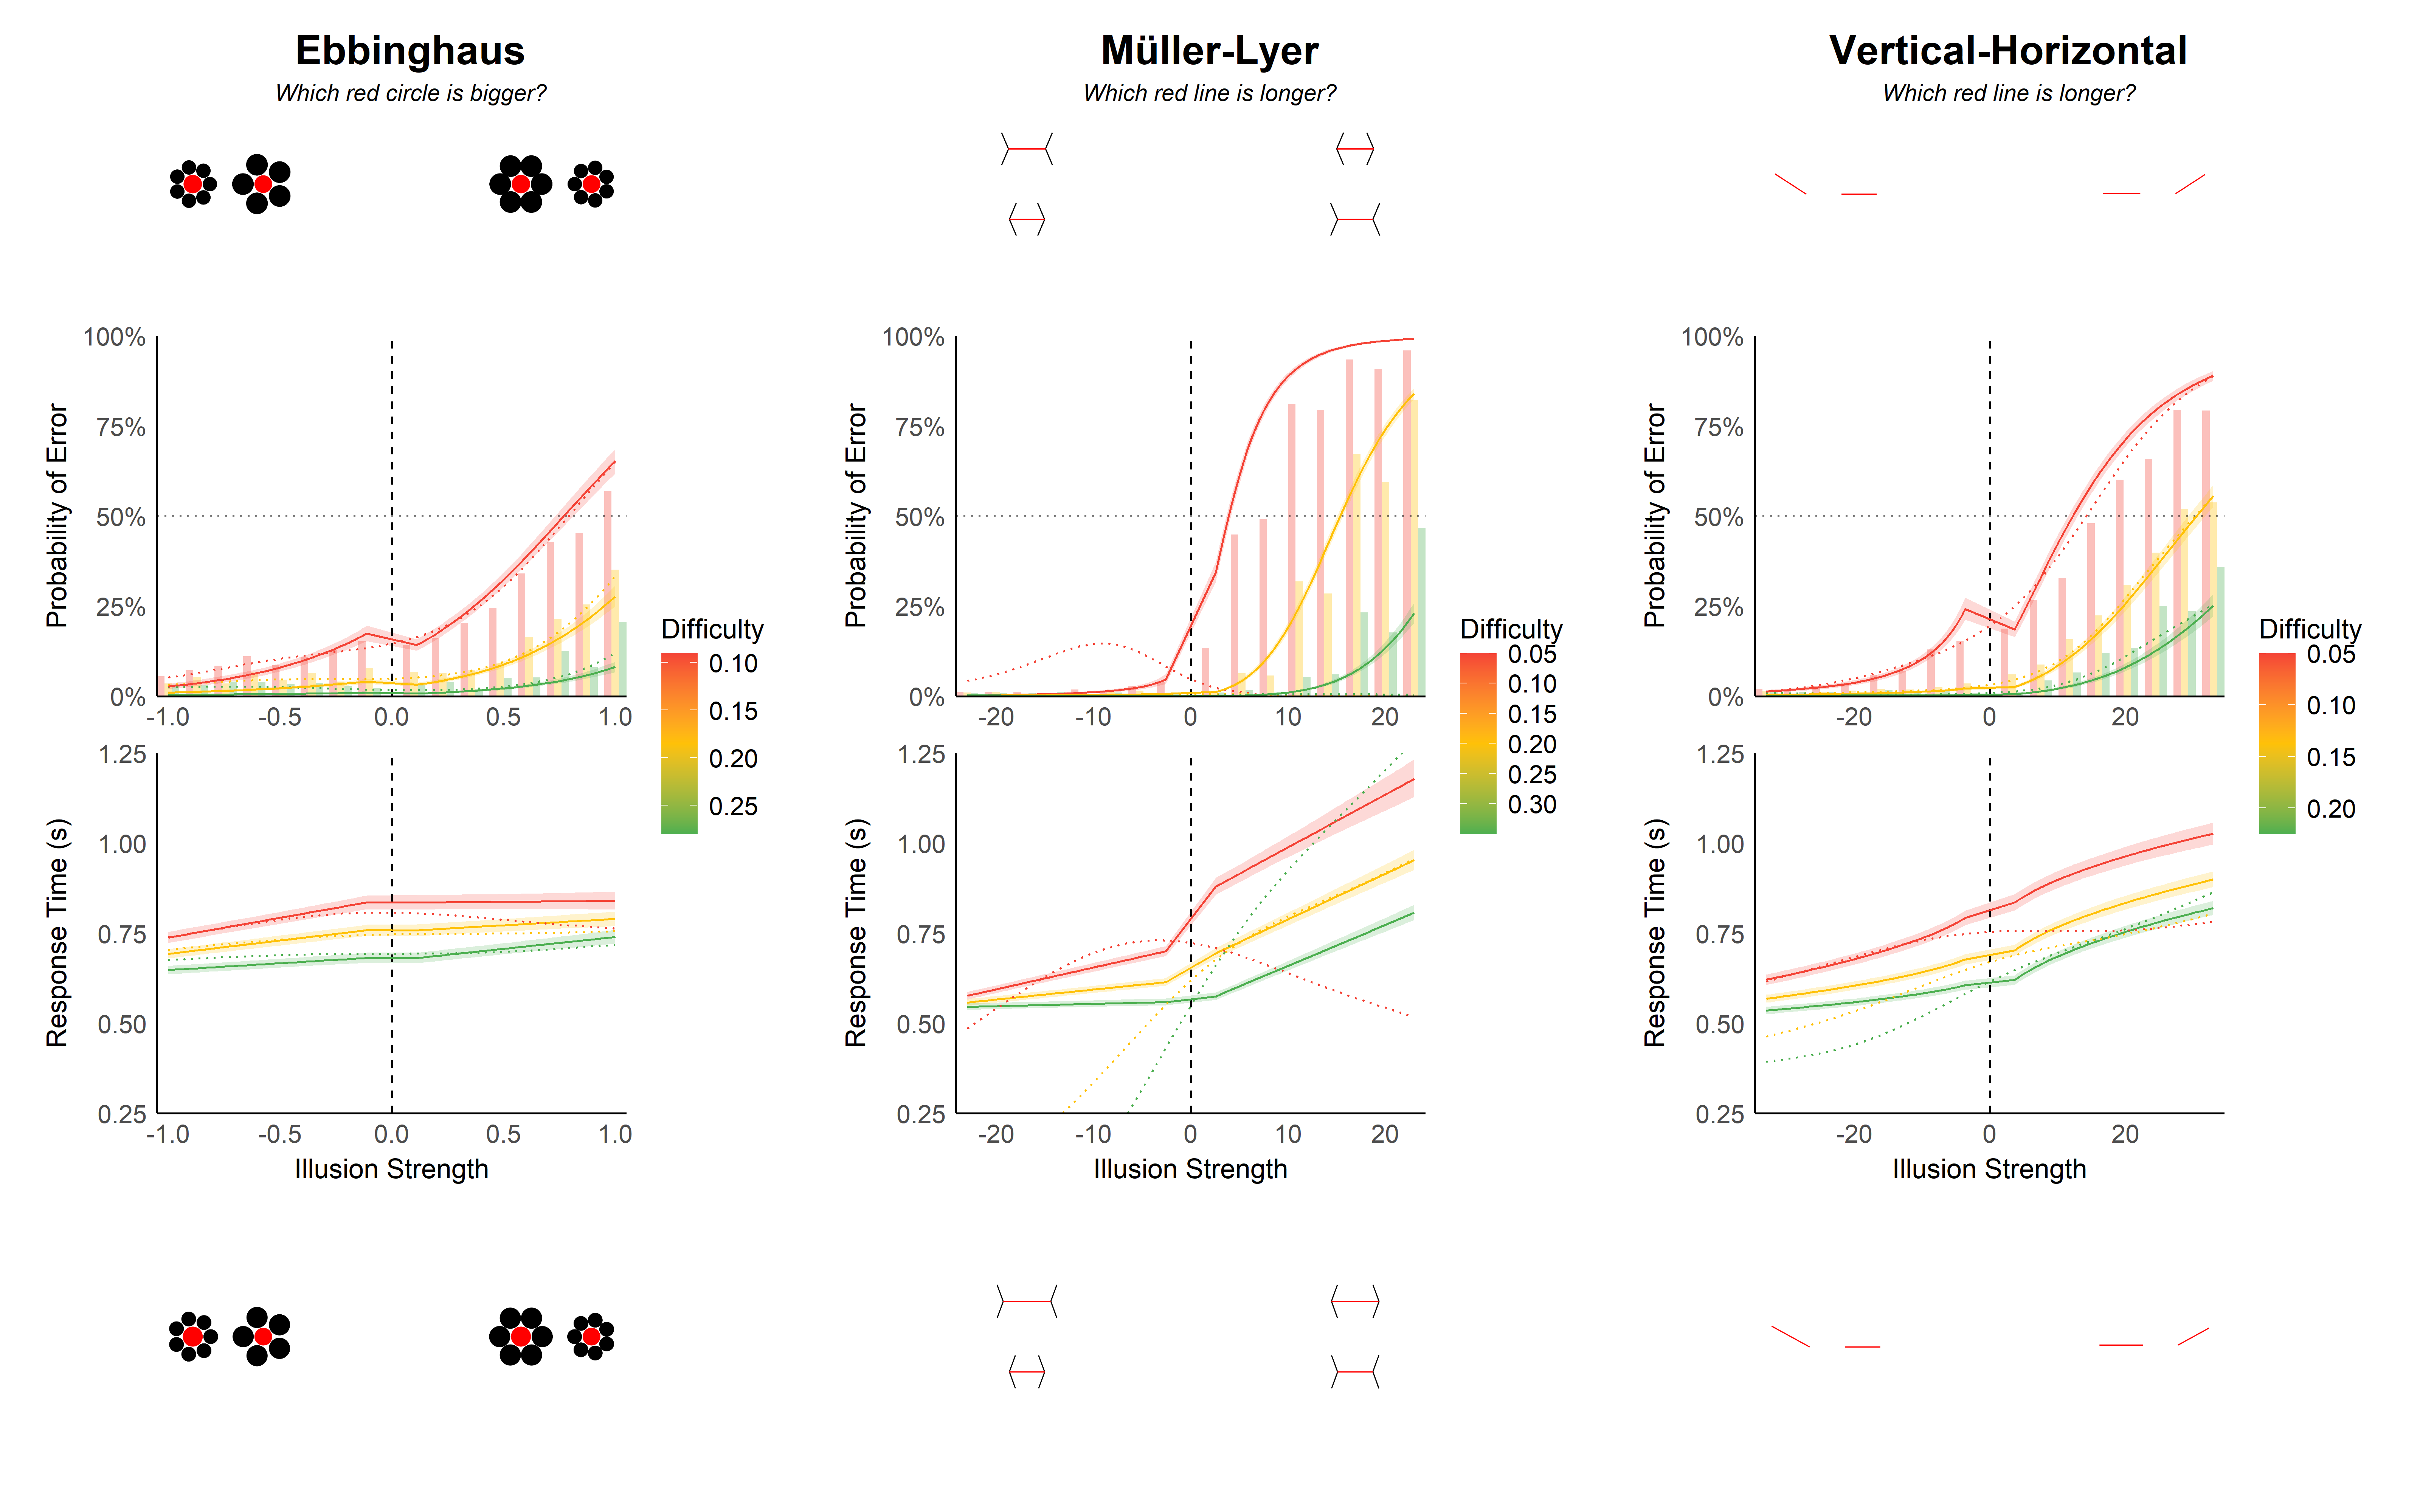 Ebbinghaus
Which red circle is bigger?
100%
75%
50%
25%
0%
Probability of Error
-1.0 -0.5 0.0 0.5 1.0
1.25
1.00
0.75
0.50
0.25
Response Time (s)
-1.0 -0.5 0.0 0.5 1.0
Illusion Strength
Difficulty
0.10
0.15
0.20
0.25
Müller-Lyer
Which red line is longer?
100%
75%
50%
25%
0%
Probability of Error
-20 -10 0 10 20
1.25
1.00
0.75
0.50
0.25
Response Time (s)
-20 -10 0 10 20
Illusion Strength
Difficulty
0.05
0.10
0.15
0.20
0.25
0.30
Vertical-Horizontal
Which red line is longer?
100%
75%
50%
25%
0%
Probability of Error
-20 0 20
1.25
1.00
0.75
0.50
0.25
Response Time (s)
-20 0 20
Illusion Strength
Difficulty
0.05
0.10
0.15
0.20